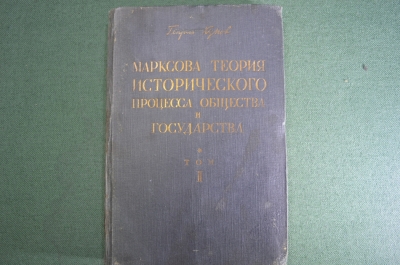 МАРКСОВА ТЕОРИЯ
ИСТОРИЧЕСКОГО
ПРОЦЕССА ОБЩЕСТВА
И
ГОСУДАРСТВА
ТОМ
II